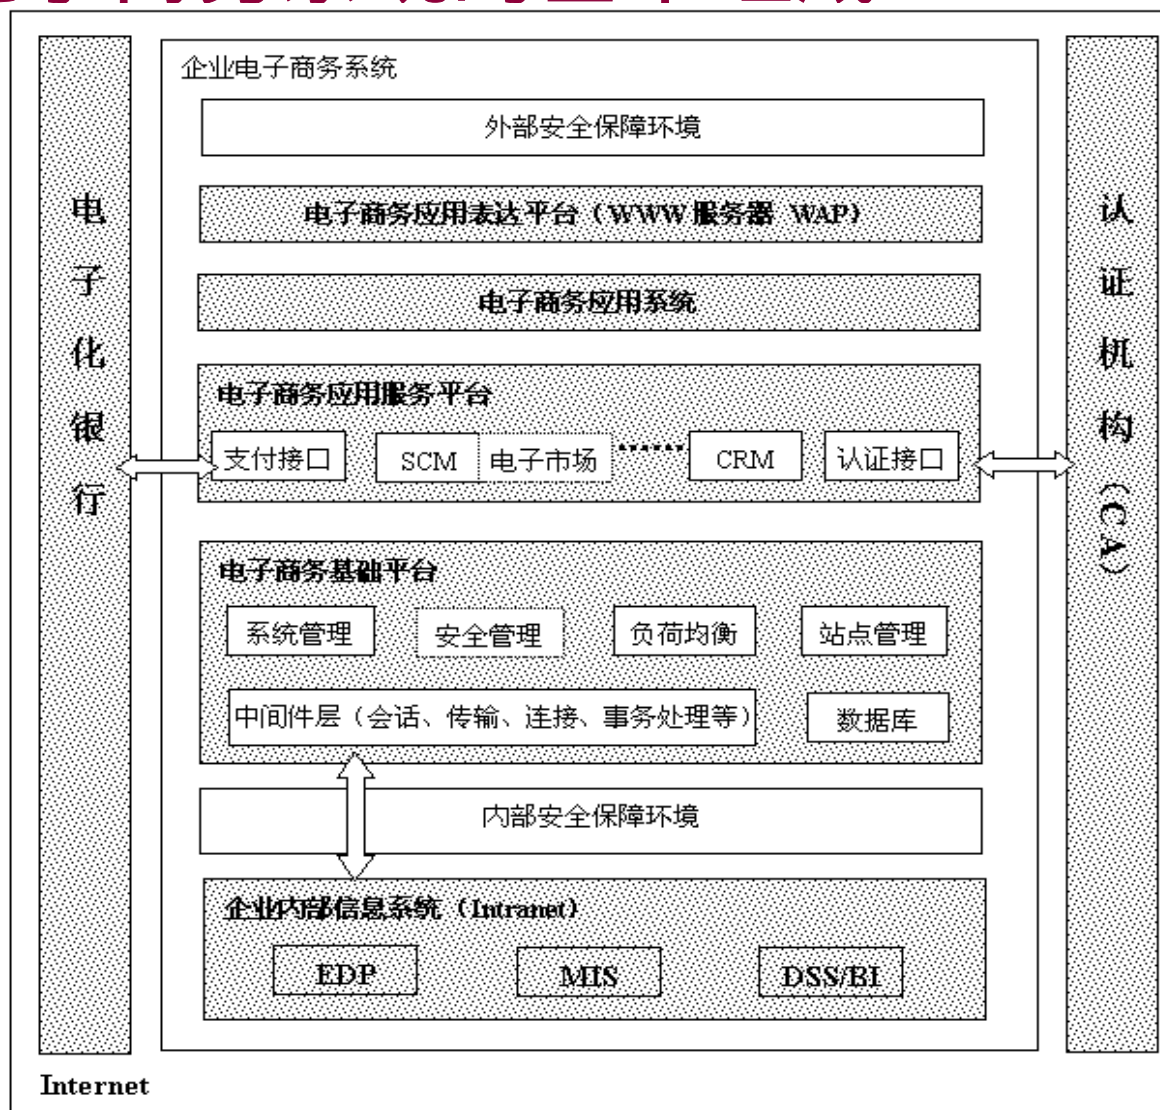 企业电子商务系统
外部安全保障环境
电子商务应用表达平台（WWW 服务器 WAP）
电子商务应用系统
电子商务应用服务平台
支付接口 SCM 电子市场 ······ CRM 认证接口
电子商务基础平台
系统管理 安全管理 负荷均衡 站点管理
中间件层（会话、传输、连接、事务处理等） 数据库
内部安全保障环境
企业内部信息系统（Intranet）
EDP MIS DSS/BI
电子化银行
认证机构（CA）
Internet